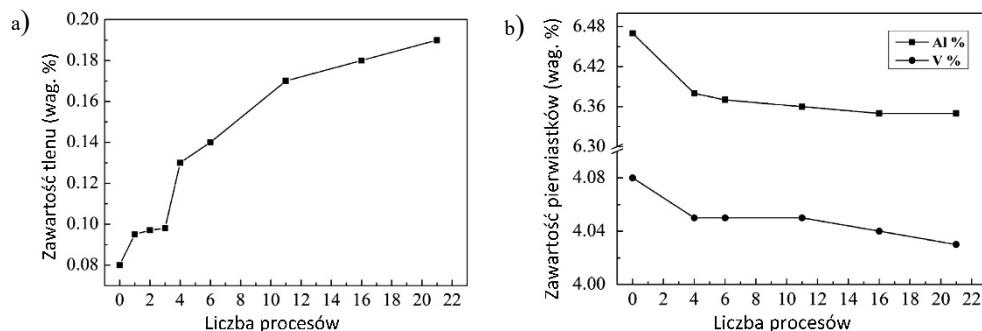 a)
Zawartość tlenu (wag. %)
0.20
0.18
0.16
0.14
0.12
0.10
0.08
0 2 4 6 8 10 12 14 16 18 20 22
Liczba procesów
b)
Zawartość pierwiastków (wag. %)
6.48
6.42
6.36
6.30
4.08
4.04
4.00
Al %
V %
0 2 4 6 8 10 12 14 16 18 20 22
Liczba procesów